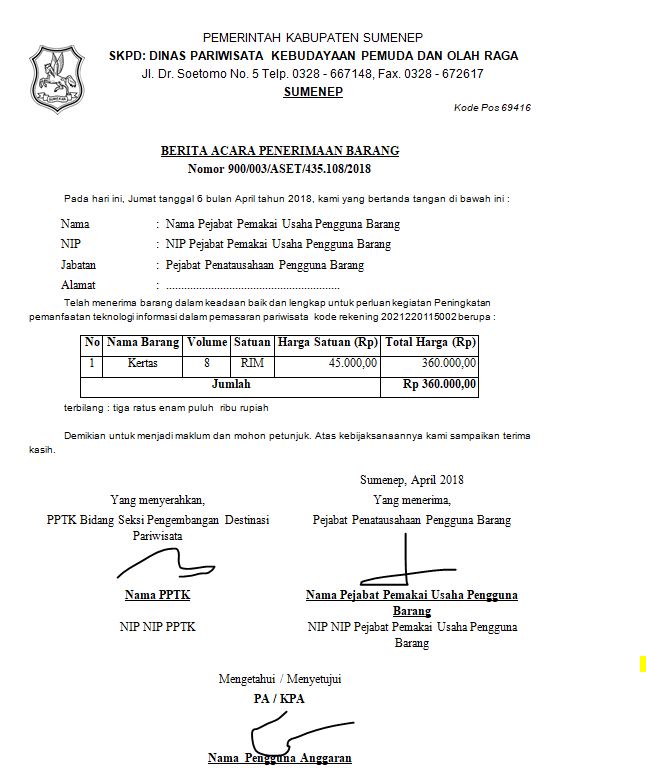 PEMERINTAH KABUPATEN SUMENEP
SKPD: DINAS PARIWISATA KEBUDAYAAN PEMUDA DAN OLAH RAGA
Jl. Dr. Soetomo No. 5 Telp. 0328 - 667148, Fax. 0328 - 672617
SUMENEP
Kode Pos 69416
BERITA ACARA PENERIMAAN BARANG
Nomor 900/003/ASET/435.108/2018
Pada hari ini, Jumat tanggal 6 bulan April tahun 2018, kami yang bertanda tangan di bawah ini :
Nama : Nama Pejabat Pemakai Usaha Pengguna Barang
NIP : NIP Pejabat Pemakai Usaha Pengguna Barang
Jabatan : Pejabat Penatausahaan Pengguna Barang
Alamat : ..........................................................
Telah menerima barang dalam keadaan baik dan lengkap untuk perluan kegiatan Peningkatan
pemanfaatan teknologi informasi dalam pemasaran pariwisata kode rekening 2021220115002 berupa :
No Nama Barang Volume Satuan Harga Satuan (Rp) Total Harga (Rp)
1 Kertas 8 RIM 45.000,00 360.000,00
Jumlah Rp 360.000,00
terbilang : tiga ratus enam puluh ribu rupiah
Demikian untuk menjadi maklum dan mohon petunjuk. Atas kebijaksanaannya kami sampaikan terima
kasih.
Sumenep, April 2018
Yang menyerahkan, Yang menerima,
PPTK Bidang Seksi Pengembangan Destinasi Pejabat Penatausahaan Pengguna Barang
Pariwisata
Nama PPTK Nama Pejabat Pemakai Usaha Pengguna
Barang
NIP NIP PPTK NIP NIP Pejabat Pemakai Usaha Pengguna
Barang
Mengetahui / Menyetujui
PA / KPA
Nama Pengguna Anggaran